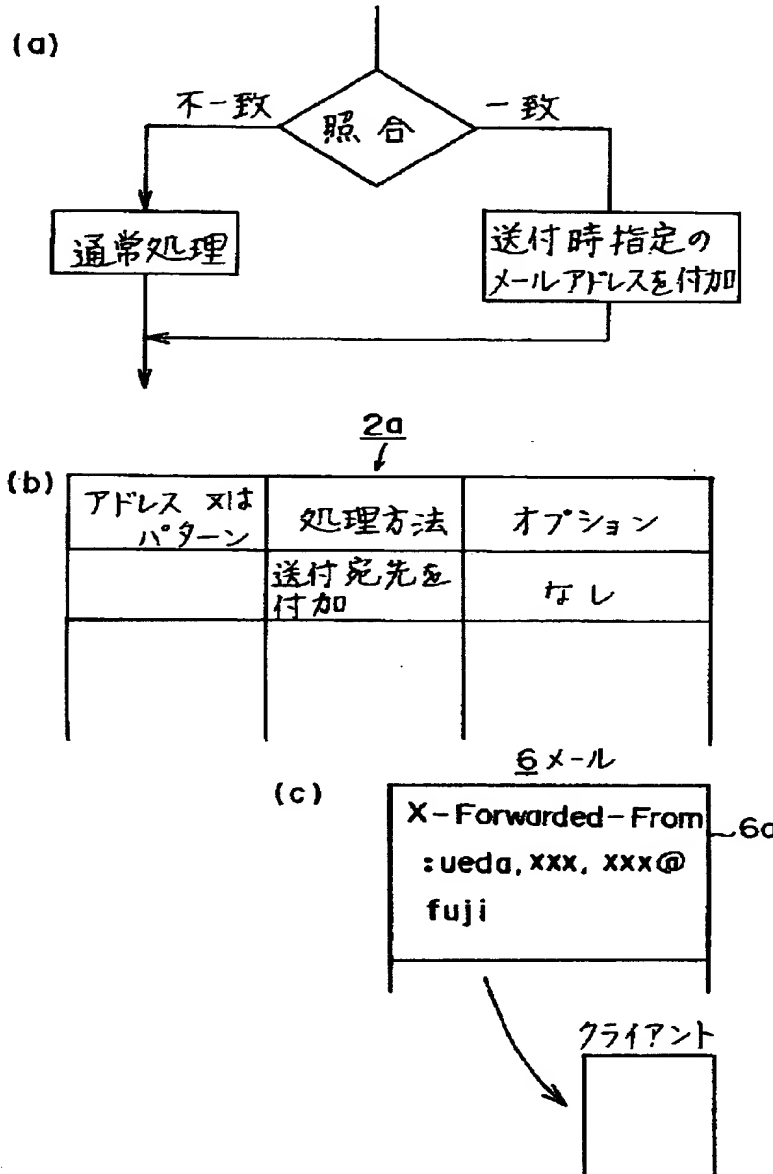 (a)
不一致
照合
一致
通常処理
送付時指定の
メールアドレスを付加
2a
(b)
アドレス 又は
パターン
処理方法
オプション
送付宛先を
付加
なし
6 メール
(c)
X-Forwarded-From
:ueda, xxx, xxx@
fuji
6a
クライアント